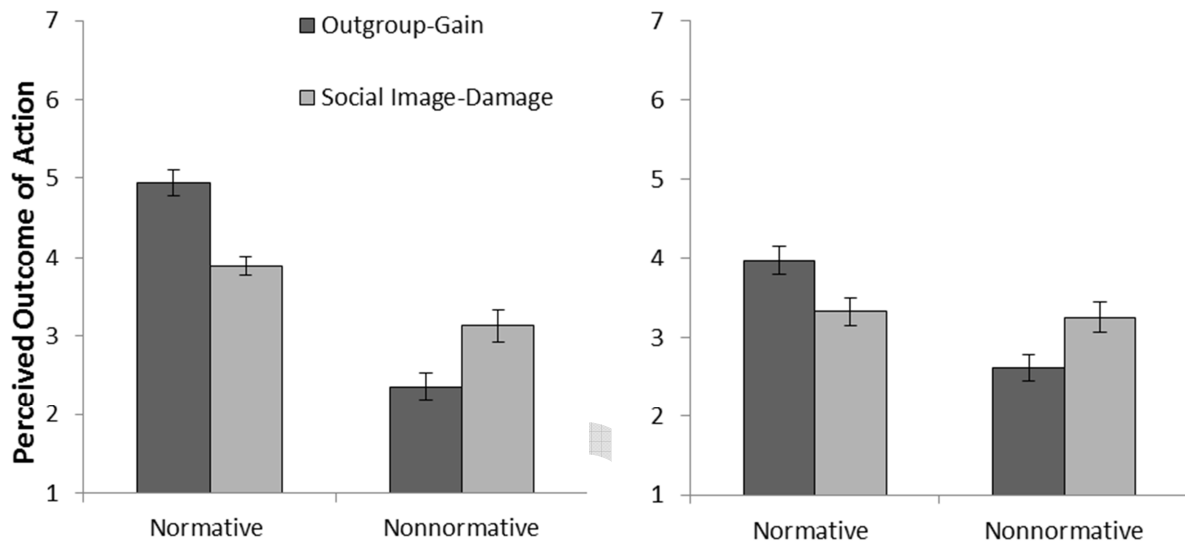 Perceived Outcome of Action
7
6
5
4
3
2
1
Outgroup-Gain
Social Image-Damage
Normative
Nonnormative
7
6
5
4
3
2
1
Normative
Nonnormative